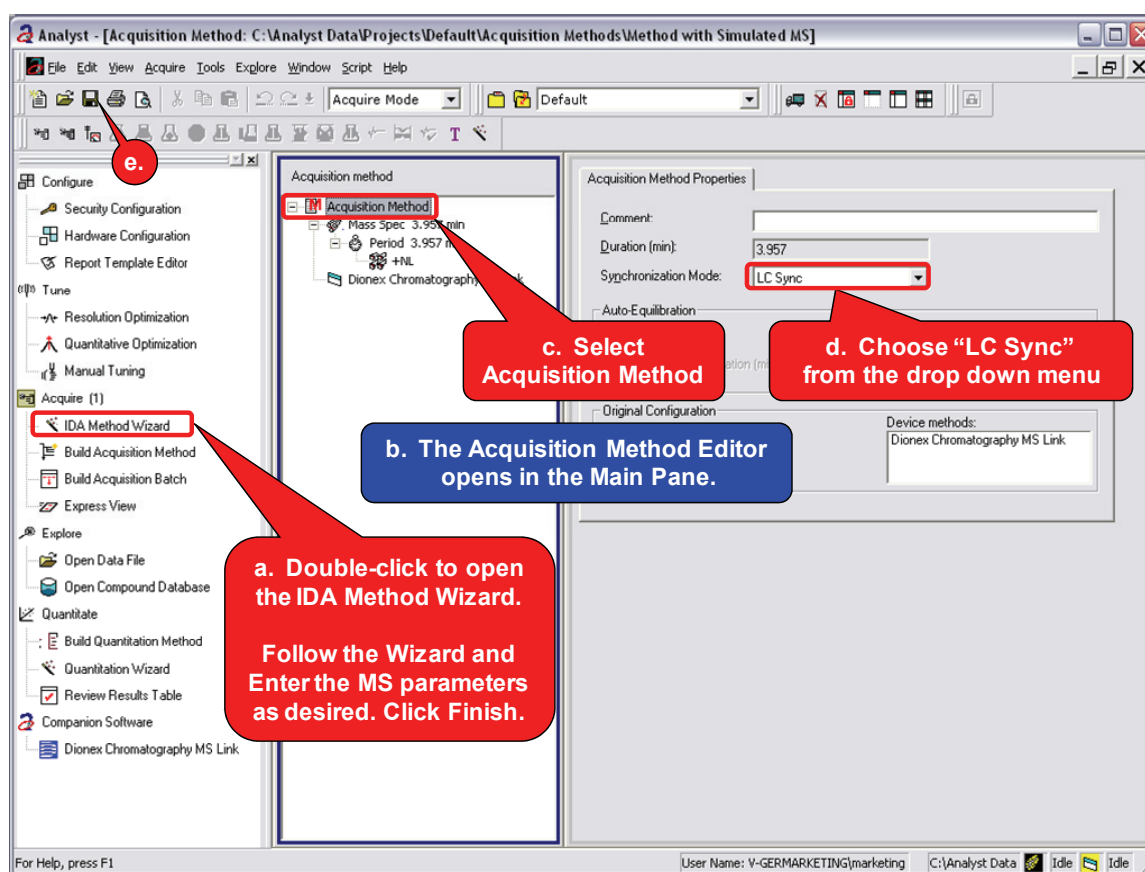 Analyst - [Acquisition Method: C:\Analyst Data\Projects\Default\Acquisition Methods\Method with Simulated MS]
File Edit View Acquire Tools Explore Window Script Help
Acquire Mode
Default
e.
Configure
Security Configuration
Hardware Configuration
Report Template Editor
Tune
Resolution Optimization
Quantitative Optimization
Manual Tuning
Acquire (1)
IDA Method Wizard
Build Acquisition Method
Build Acquisition Batch
Express View
Explore
Open Data File
Open Compound Database
Quantitate
Build Quantitation Method
Quantitation Wizard
Review Results Table
Companion Software
Dionex Chromatography MS Link
Acquisition method
Acquisition Method
Mass Spec 3.957 min
Period 3.957
+NL
Dionex Chromatography
Acquisition Method Properties
Comment:
Duration (min): 3.957
Synchronization Mode: LC Sync
Auto-Equilibration
Original Configuration
Device methods:
Dionex Chromatography MS Link
c. Select
Acquisition Method
d. Choose “LC Sync”
from the drop down menu
b. The Acquisition Method Editor
opens in the Main Pane.
a. Double-click to open
the IDA Method Wizard.
Follow the Wizard and
Enter the MS parameters
as desired. Click Finish.
For Help, press F1
User Name: V-GERMARKETING\marketing
C:\Analyst Data
Idle
Idle